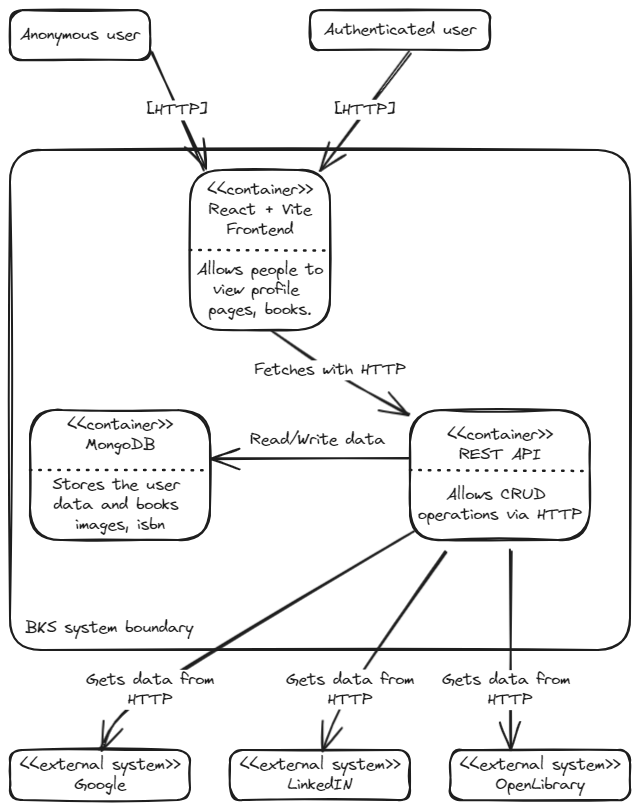 Anonymous user
Authenticated user
[HTTP]
[HTTP]
<<container>>
React + Vite
Frontend
Allows people to
view profile
pages, books.
Fetches with HTTP
<<container>>
MongoDB
Stores the user
data and books
images, isbn
Read/Write data
<<container>>
REST API
Allows CRUD
operations via HTTP
BKS system boundary
Gets data from
HTTP
Gets data from
HTTP
Gets data from
HTTP
<<external system>>
Google
<<external system>>
LinkedIN
<<external system>>
OpenLibrary